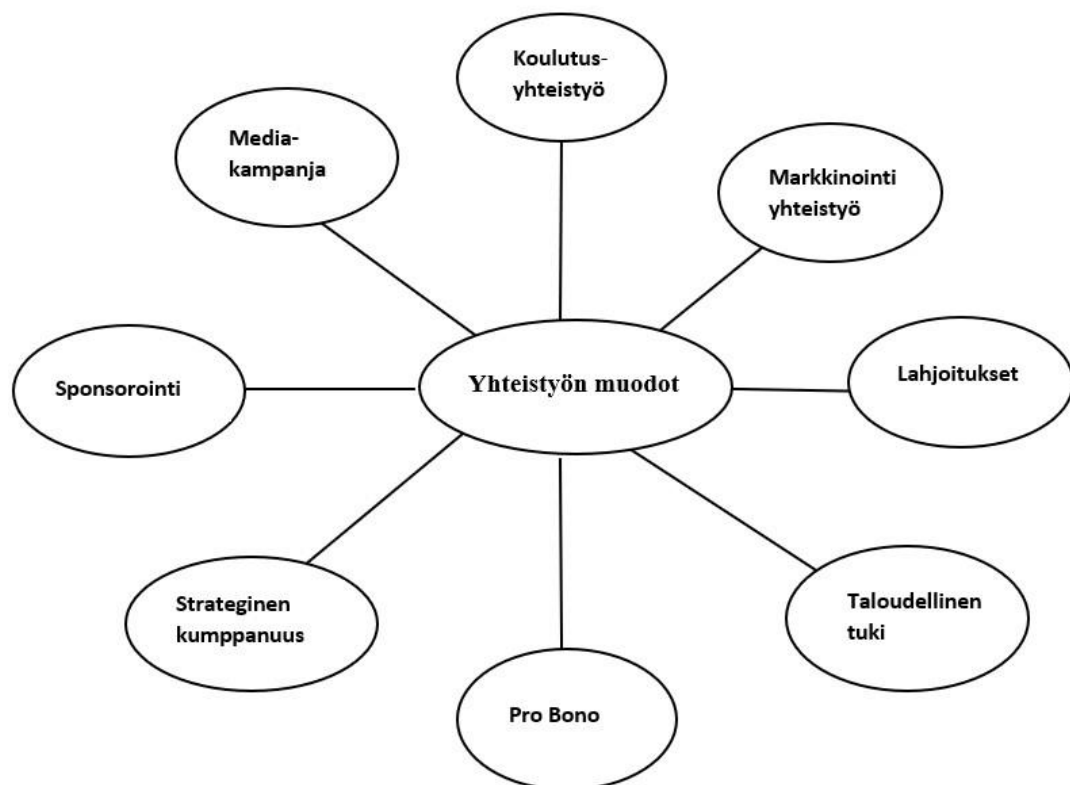 Koulutus-
yhteistyö
Media-
kampanja
Markkinointi
yhteistyö
Sponsorointi
Yhteistyön muodot
Lahjoitukset
Strateginen
kumppanuus
Taloudellinen
tuki
Pro Bono